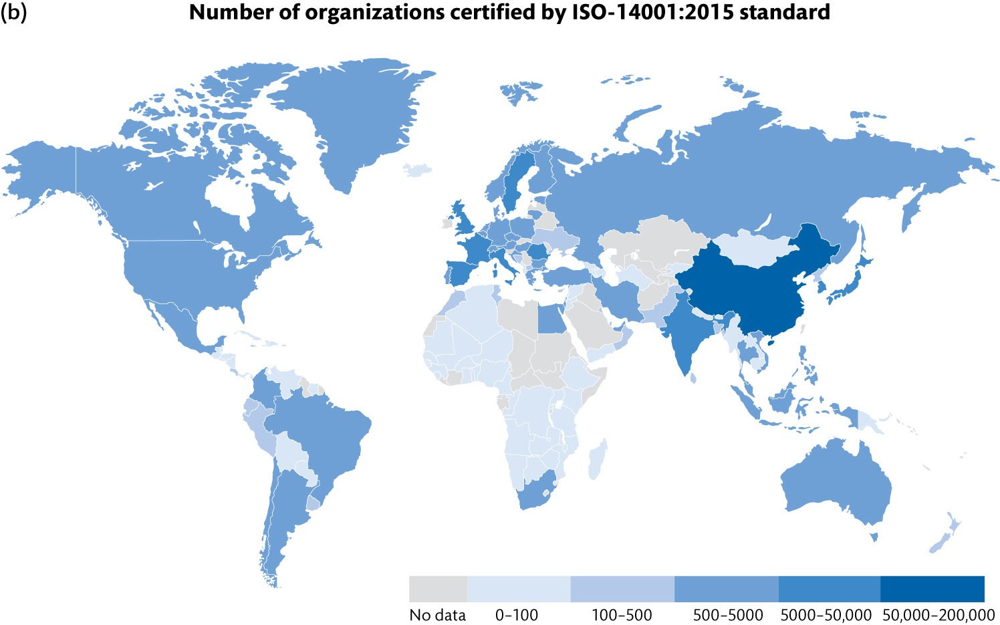 (b)
Number of organizations certified by ISO-14001:2015 standard
No data 0–100 100–500 500–5000 5000–50,000 50,000–200,000